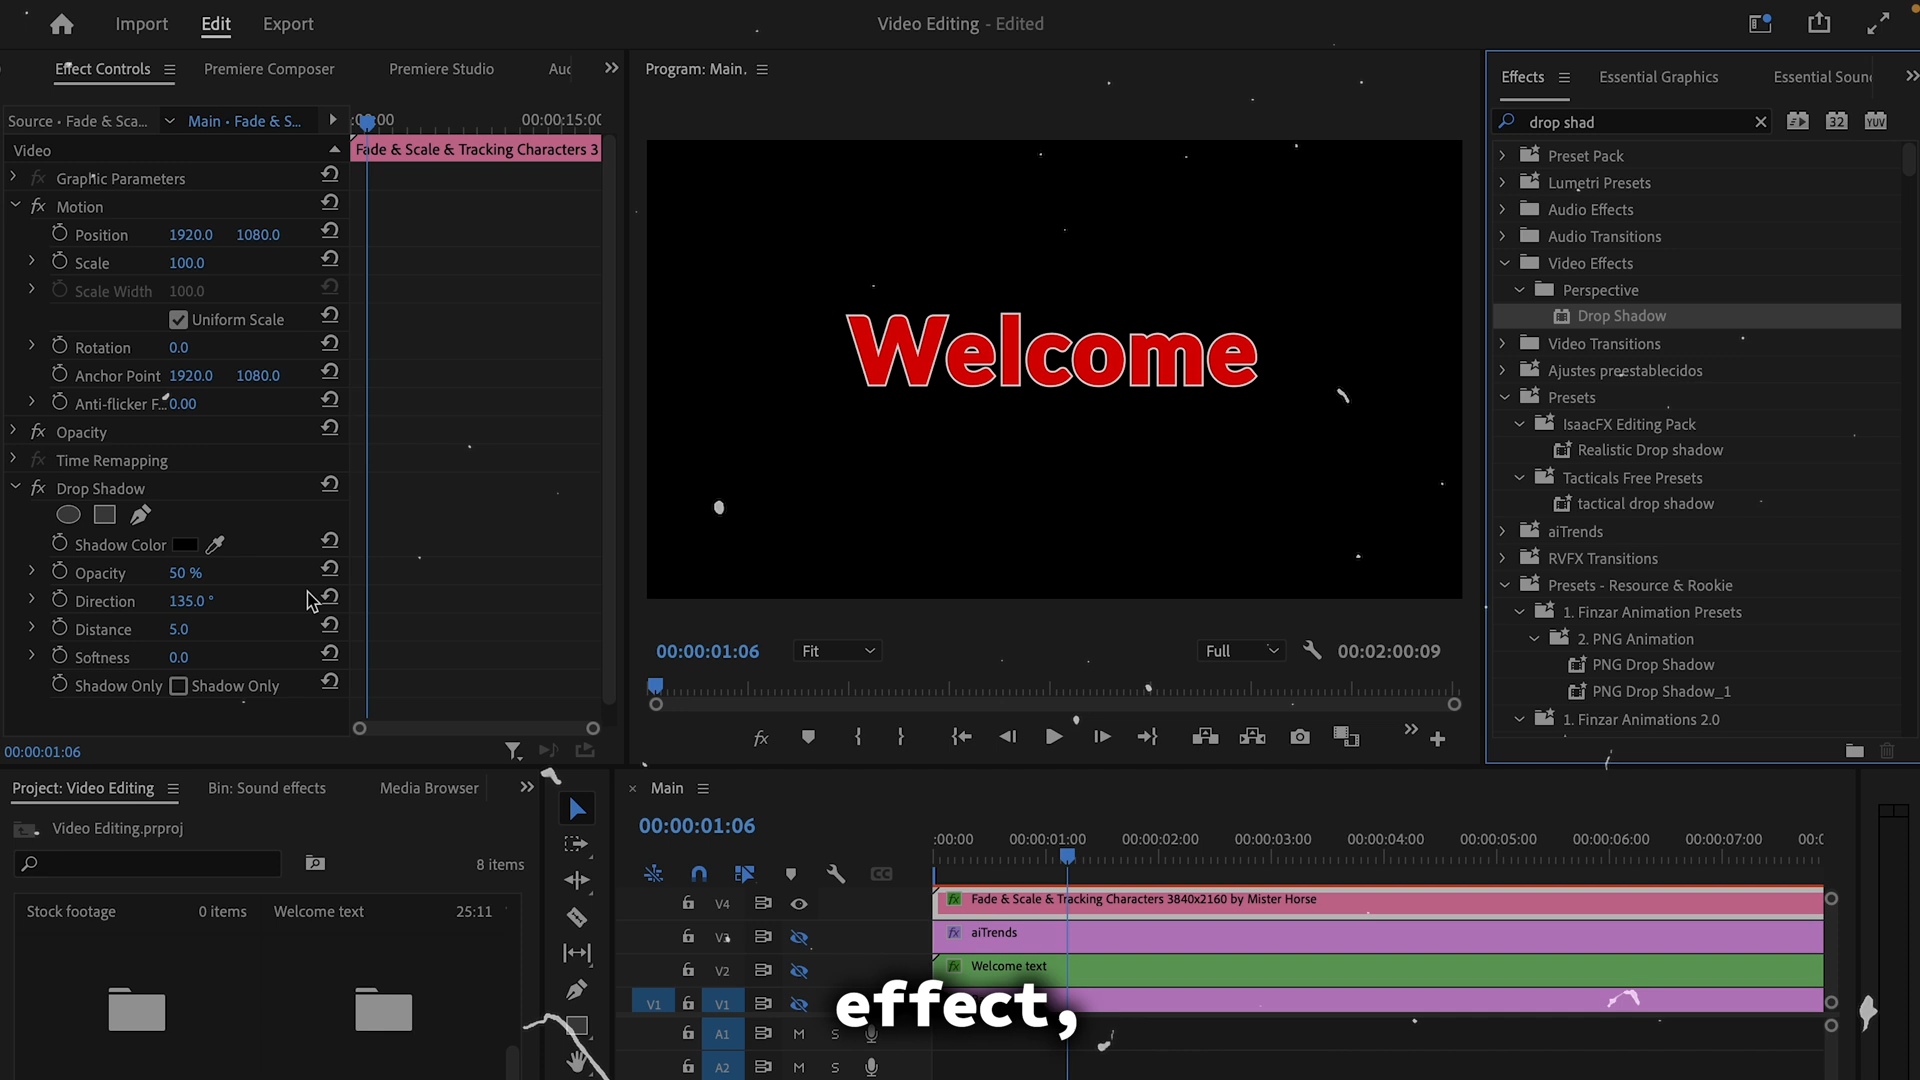 Import Edit Export Video Editing - Edited
Effect Controls Premiere Composer Premiere Studio
Source • Fade & Sca... Main • Fade & S... 00:00:15:00
Video
Fade & Scale & Tracking Characters 3
Graphic Parameters
Motion
Position 1920.0 1080.0
Scale 100.0
Scale Width 100.0
Uniform Scale
Rotation 0.0
Anchor Point 1920.0 1080.0
Anti-flicker F... 0.00
Opacity
Time Remapping
Drop Shadow
Shadow Color
Opacity 50 %
Direction 135.0 °
Distance 5.0
Softness 0.0
Shadow Only Shadow Only
00:00:01:06
Program: Main.
Welcome
00:00:01:06 Fit Full 00:02:00:09
fx
Effects Essential Graphics Essential Soun
drop shad 32 YUV
Preset Pack
Lumetri Presets
Audio Effects
Audio Transitions
Video Effects
Perspective
Drop Shadow
Video Transitions
Ajustes preestablecidos
Presets
IsaacFX Editing Pack
Realistic Drop shadow
Tacticals Free Presets
tactical drop shadow
aiTrends
RVFX Transitions
Presets - Resource & Rookie
1. Finzar Animation Presets
2. PNG Animation
PNG Drop Shadow
PNG Drop Shadow_1
1. Finzar Animations 2.0
Project: Video Editing Bin: Sound effects Media Browser
Video Editing.prproj
8 items
Stock footage 0 items Welcome text 25:11
Main
00:00:01:06
:00:00 00:00:01:00 00:00:02:00 00:00:03:00 00:00:04:00 00:00:05:00 00:00:06:00 00:00:07:00 00:0
CC
V4 fx Fade & Scale & Tracking Characters 3840x2160 by Mister Horse
V3 fx aiTrends
V2 fx Welcome text
V1 V1
A1 M S
A2 M S
effect,